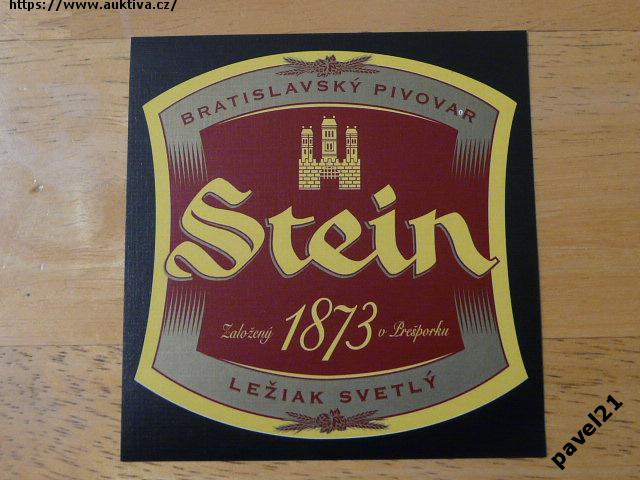 https://www.auktiva.cz/
BRATISLAVSKÝ PIVOVAR
Stein
Založený 1873 v Prešporku
LEŽIAK SVETLÝ
pavel21